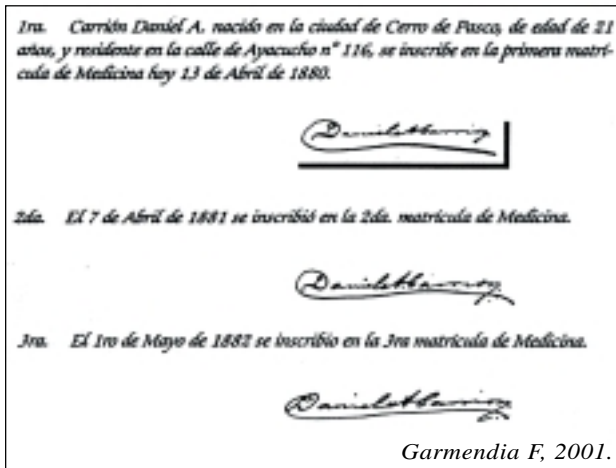 1ra. Carrión Daniel A. nacido en la ciudad de Cerro de Pasco, de edad de 21
años, y residente en la calle de Ayacucho n° 116, se inscribe en la primera matrí-
cula de Medicina hoy 13 de Abril de 1880.
Daniel A Carrión
2da. El 7 de Abril de 1881 se inscribió en la 2da. matrícula de Medicina.
Daniel A Carrión
3ra. El 1ro de Mayo de 1882 se inscribio en la 3ra matrícula de Medicina.
Daniel A Carrión
Garmendia F, 2001.